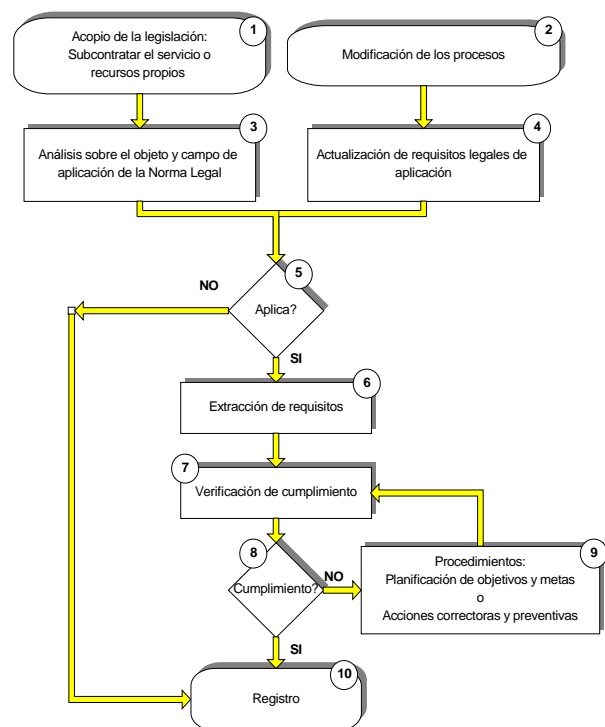 1
Acopio de la legislación:
Subcontratar el servicio o
recursos propios
2
Modificación de los procesos
3
Análisis sobre el objeto y campo de
aplicación de la Norma Legal
4
Actualización de requisitos legales de
aplicación
5
Aplica?
NO
SI
6
Extracción de requisitos
7
Verificación de cumplimiento
8
Cumplimiento?
NO
9
Procedimientos:
Planificación de objetivos y metas
o
Acciones correctoras y preventivas
SI
10
Registro